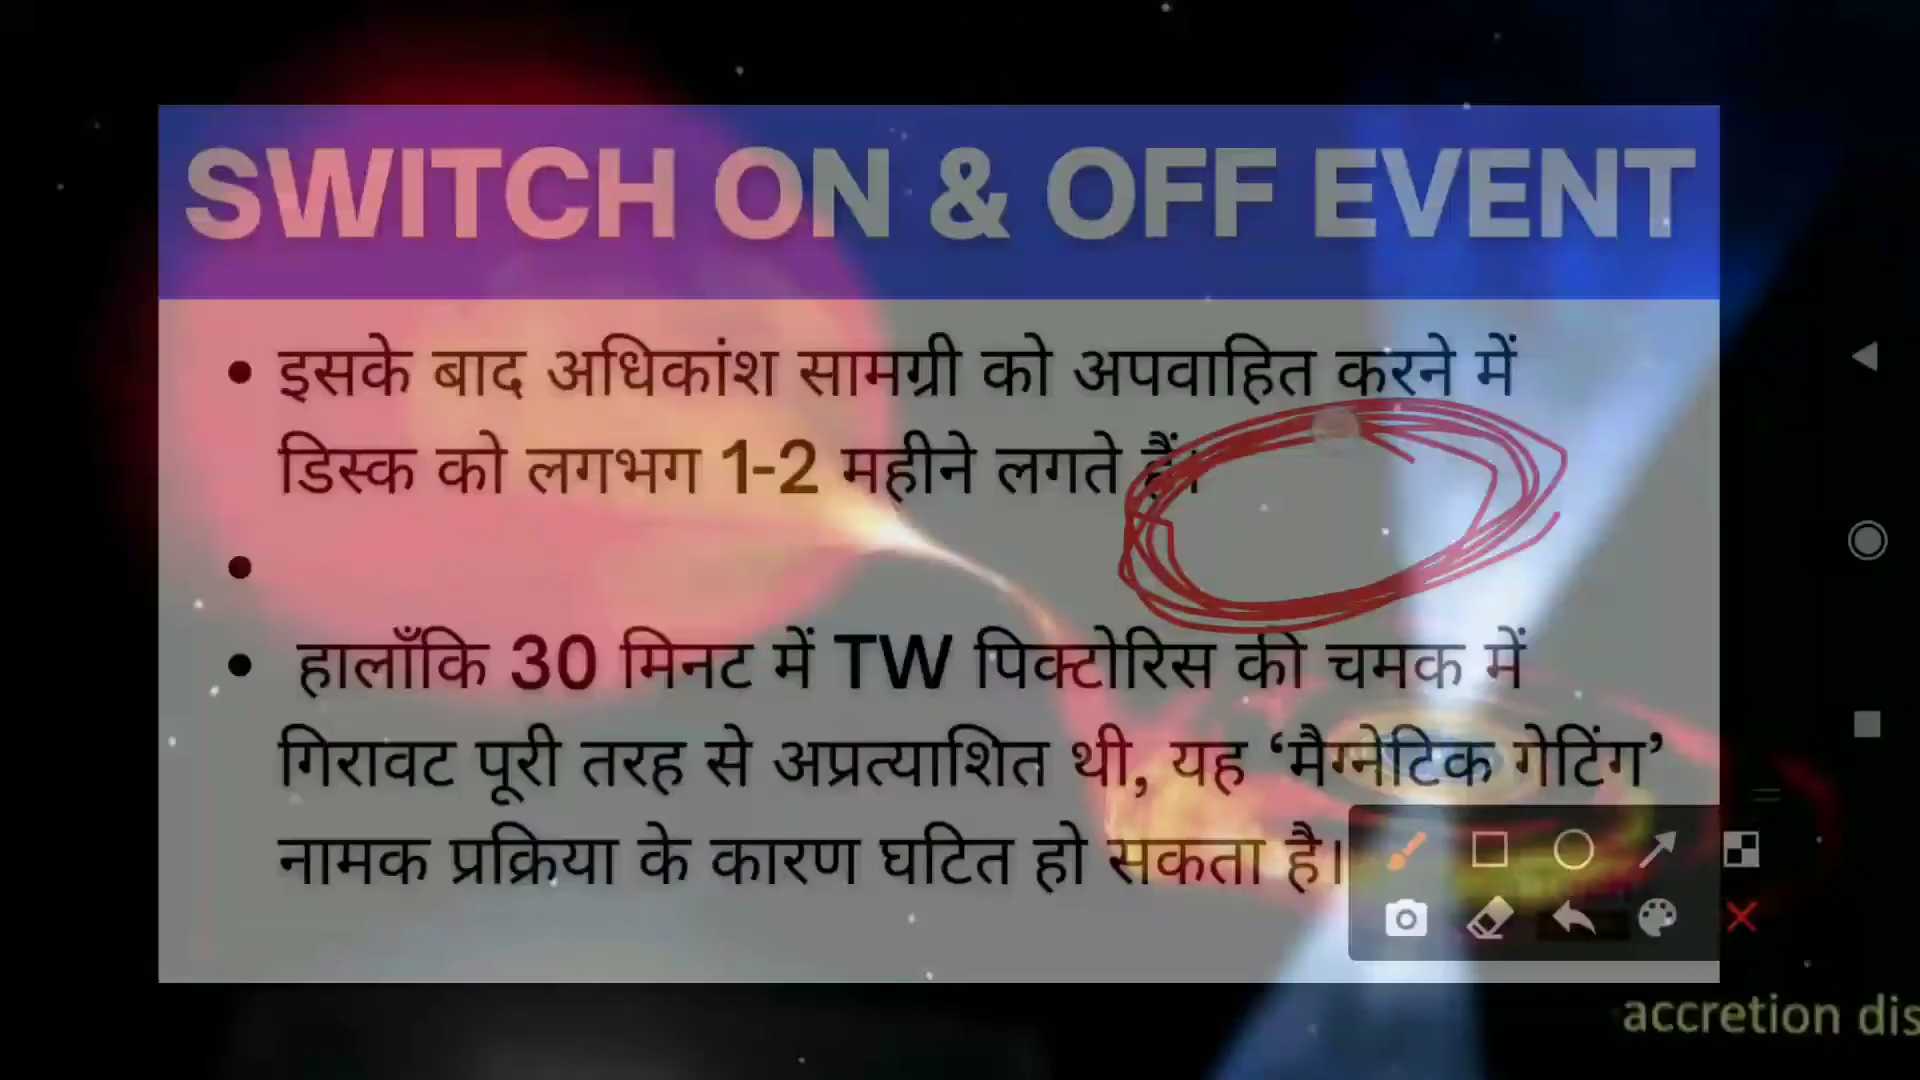 SWITCH ON & OFF EVENT
• इसके बाद अधिकांश सामग्री को अपवाहित करने में
डिस्क को लगभग 1-2 महीने लगते हैं।
•
• हालाँकि 30 मिनट में TW पिक्टोरिस की चमक में
गिरावट पूरी तरह से अप्रत्याशित थी, यह ‘मैग्नेटिक गेटिंग’
नामक प्रक्रिया के कारण घटित हो सकता है।
accretion dis